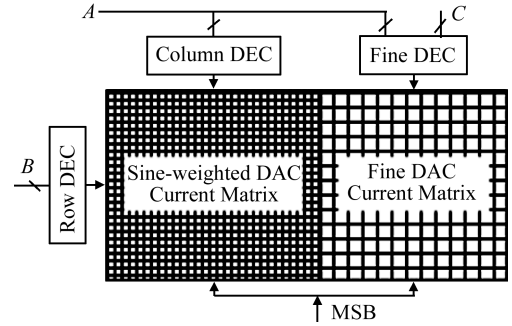 A
C
Column DEC
Fine DEC
B
Row DEC
Sine-weighted DAC
Current Matrix
Fine DAC
Current Matrix
MSB